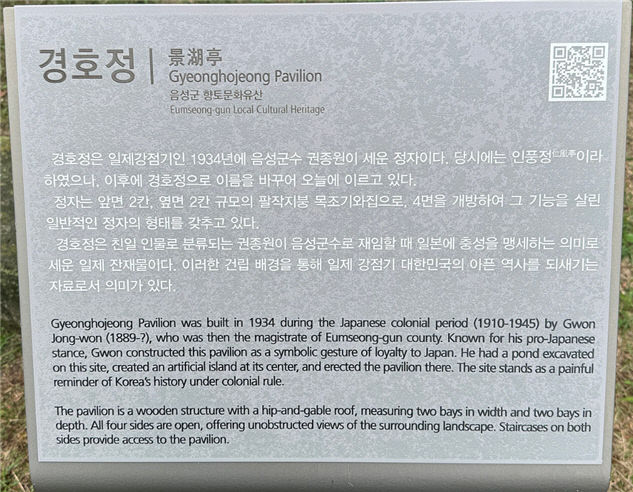 경호정
景湖亭
Gyeonghojeong Pavilion
음성군 향토문화유산
Eumseong-gun Local Cultural Heritage
경호정은 일제강점기인 1934년에 음성군수 권종원이 세운 정자이다. 당시에는 인풍정仁風亭이라
하였으나, 이후에 경호정으로 이름을 바꾸어 오늘에 이르고 있다.
정자는 앞면 2칸, 옆면 2칸 규모의 팔작지붕 목조기와집으로, 4면을 개방하여 그 기능을 살린
일반적인 정자의 형태를 갖추고 있다.
경호정은 친일 인물로 분류되는 권종원이 음성군수로 재임할 때 일본에 충성을 맹세하는 의미로
세운 일제 잔재물이다. 이러한 건립 배경을 통해 일제 강점기 대한민국의 아픈 역사를 되새기는
자료로서 의미가 있다.
Gyeonghojeong Pavilion was built in 1934 during the Japanese colonial period (1910-1945) by Gwon
Jong-won (1889-?), who was then the magistrate of Eumseong-gun county. Known for his pro-Japanese
stance, Gwon constructed this pavilion as a symbolic gesture of loyalty to Japan. He had a pond excavated
on this site, created an artificial island at its center, and erected the pavilion there. The site stands as a painful
reminder of Korea's history under colonial rule.
The pavilion is a wooden structure with a hip-and-gable roof, measuring two bays in width and two bays in
depth. All four sides are open, offering unobstructed views of the surrounding landscape. Staircases on both
sides provide access to the pavilion.